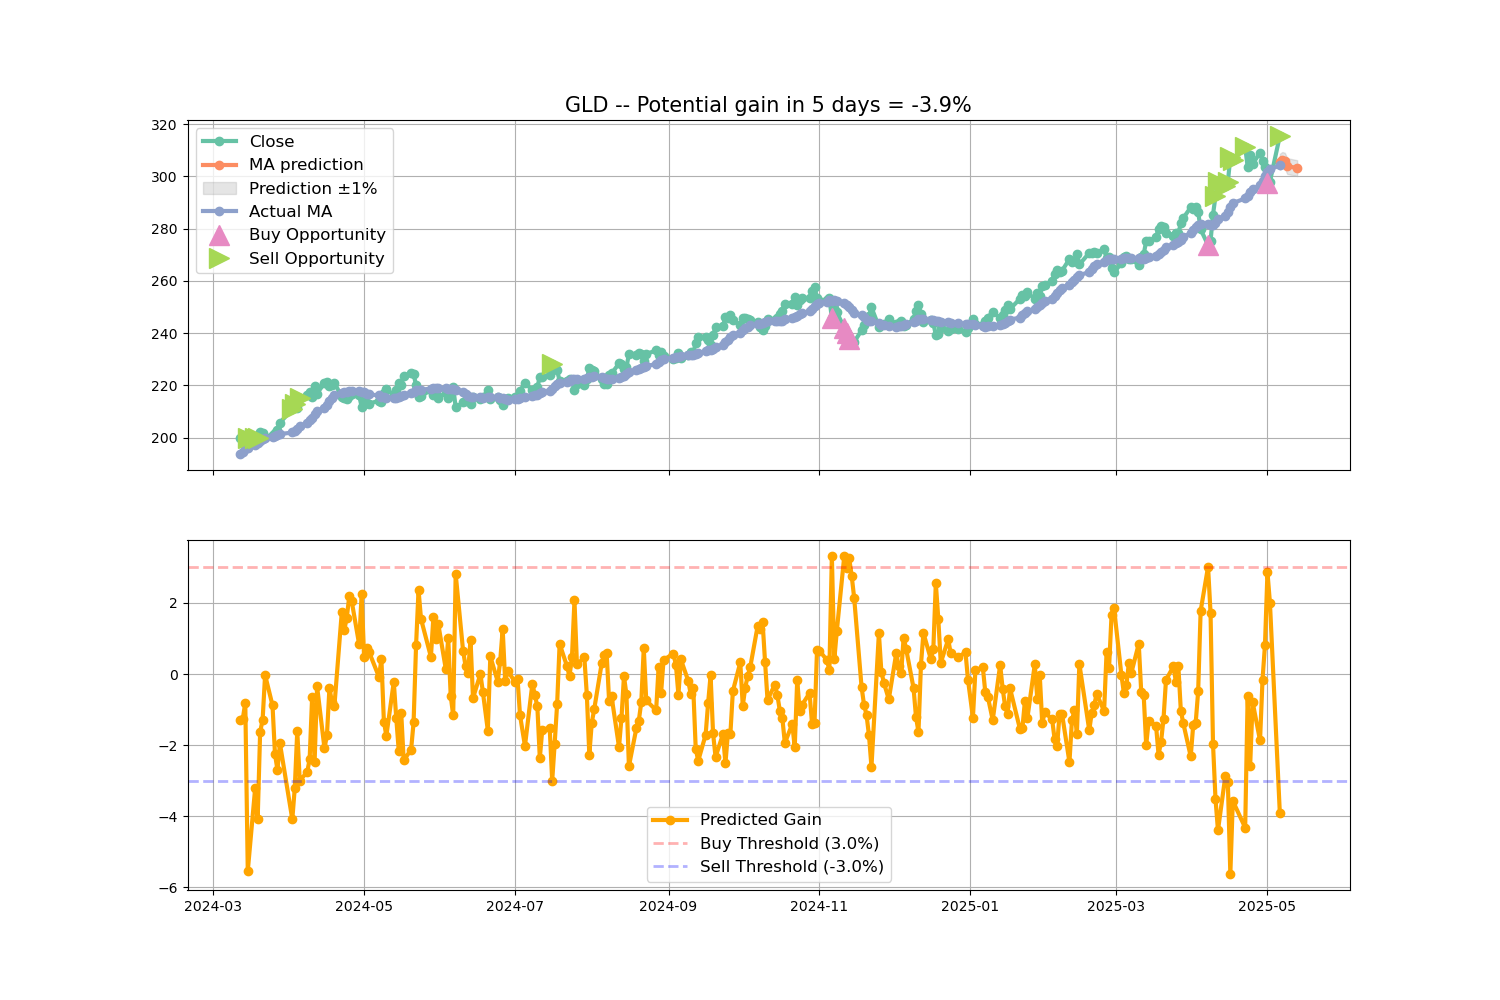 GLD -- Potential gain in 5 days = -3.9%
320
300
280
260
240
220
200
Close
MA prediction
Prediction ±1%
Actual MA
Buy Opportunity
Sell Opportunity
2
0
−2
−4
−6
Predicted Gain
Buy Threshold (3.0%)
Sell Threshold (-3.0%)
2024-03
2024-05
2024-07
2024-09
2024-11
2025-01
2025-03
2025-05